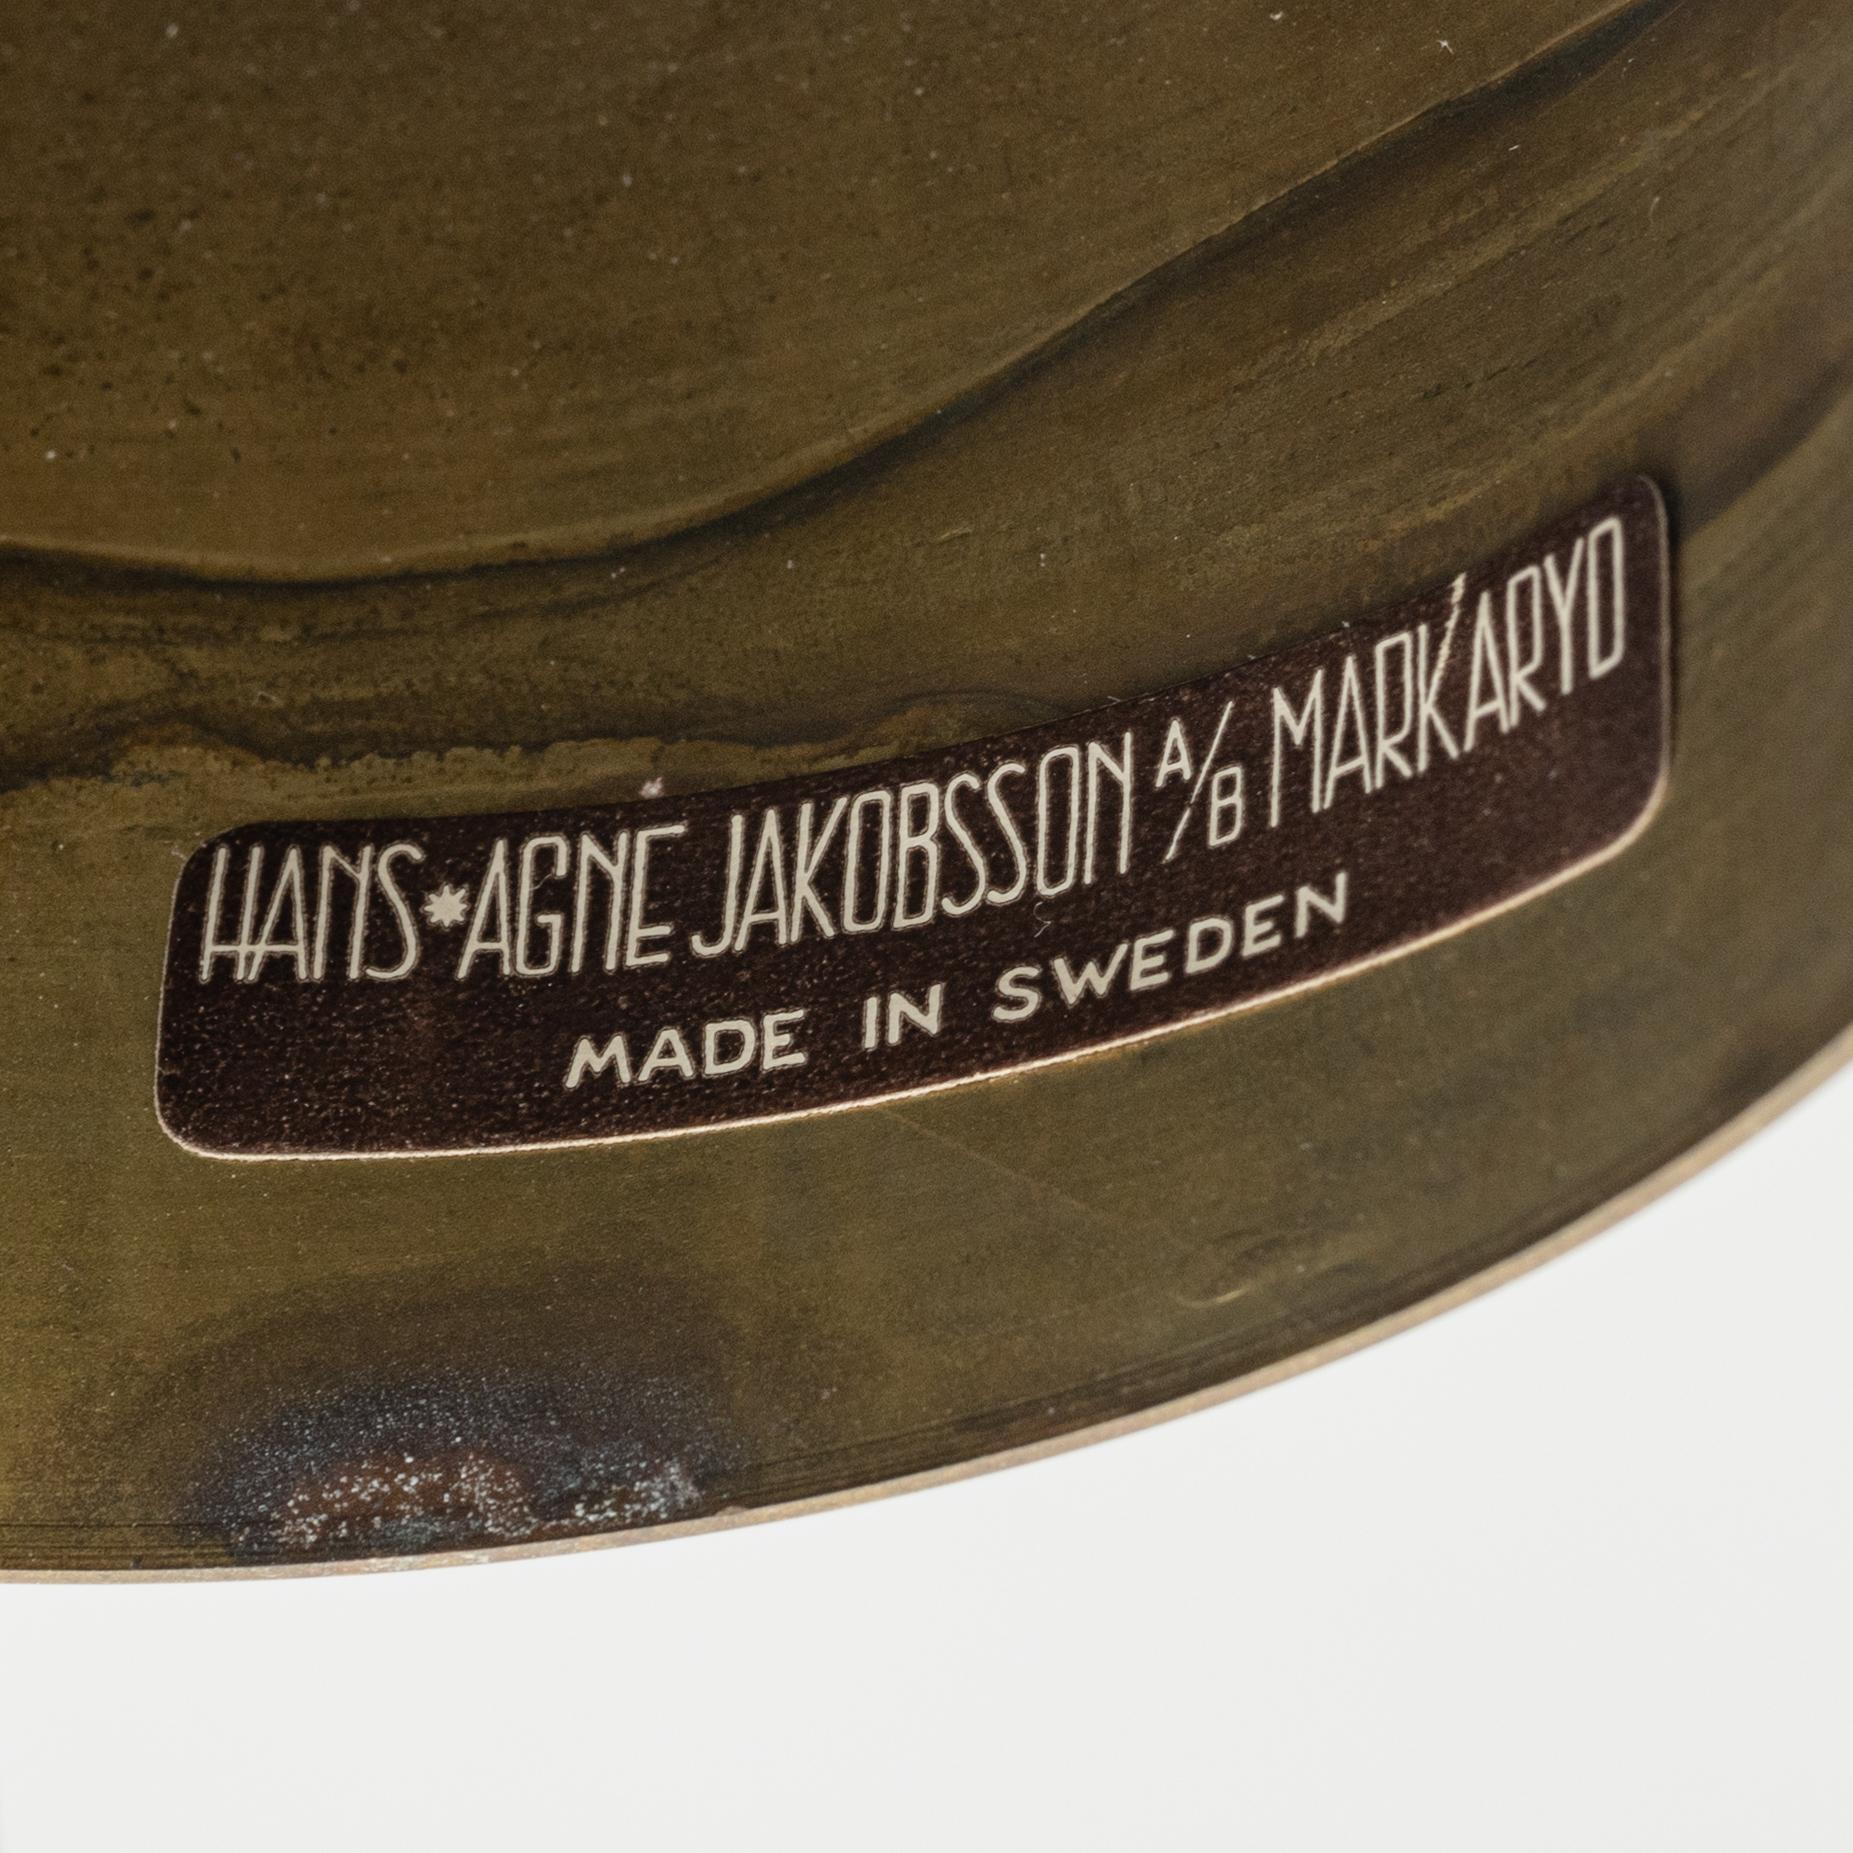 HANS*AGNE JAKOBSSON A/B MARKARYD
MADE IN SWEDEN